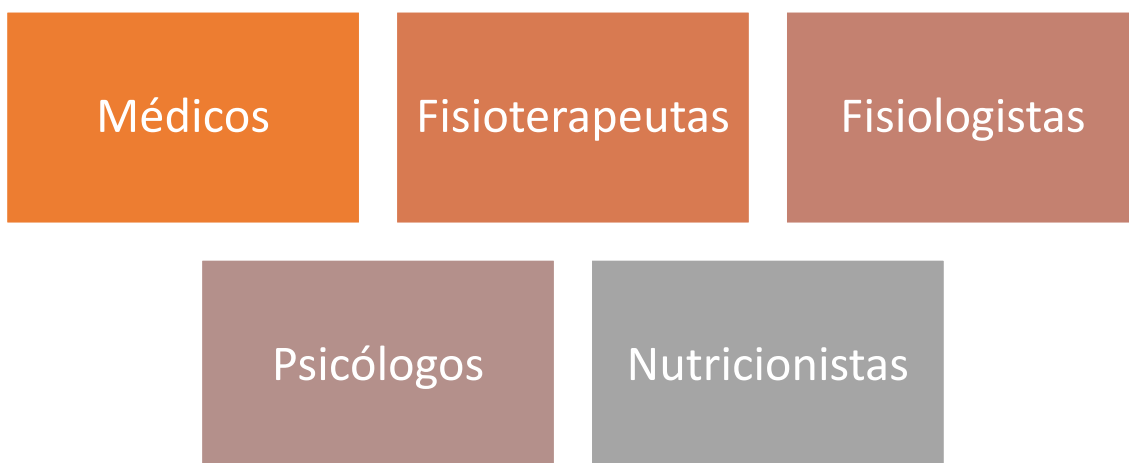 Médicos
Fisioterapeutas
Fisiologistas
Psicólogos
Nutricionistas